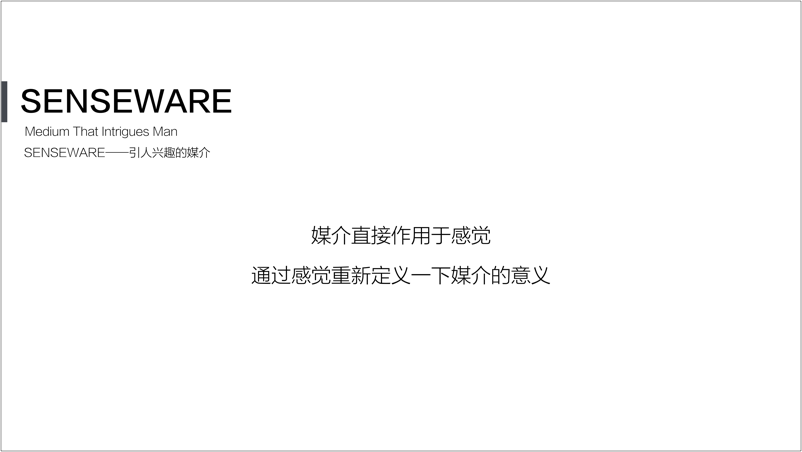 SENSEWARE
Medium That Intrigues Man
SENSEWARE——引人兴趣的媒介
媒介直接作用于感觉
通过感觉重新定义一下媒介的意义